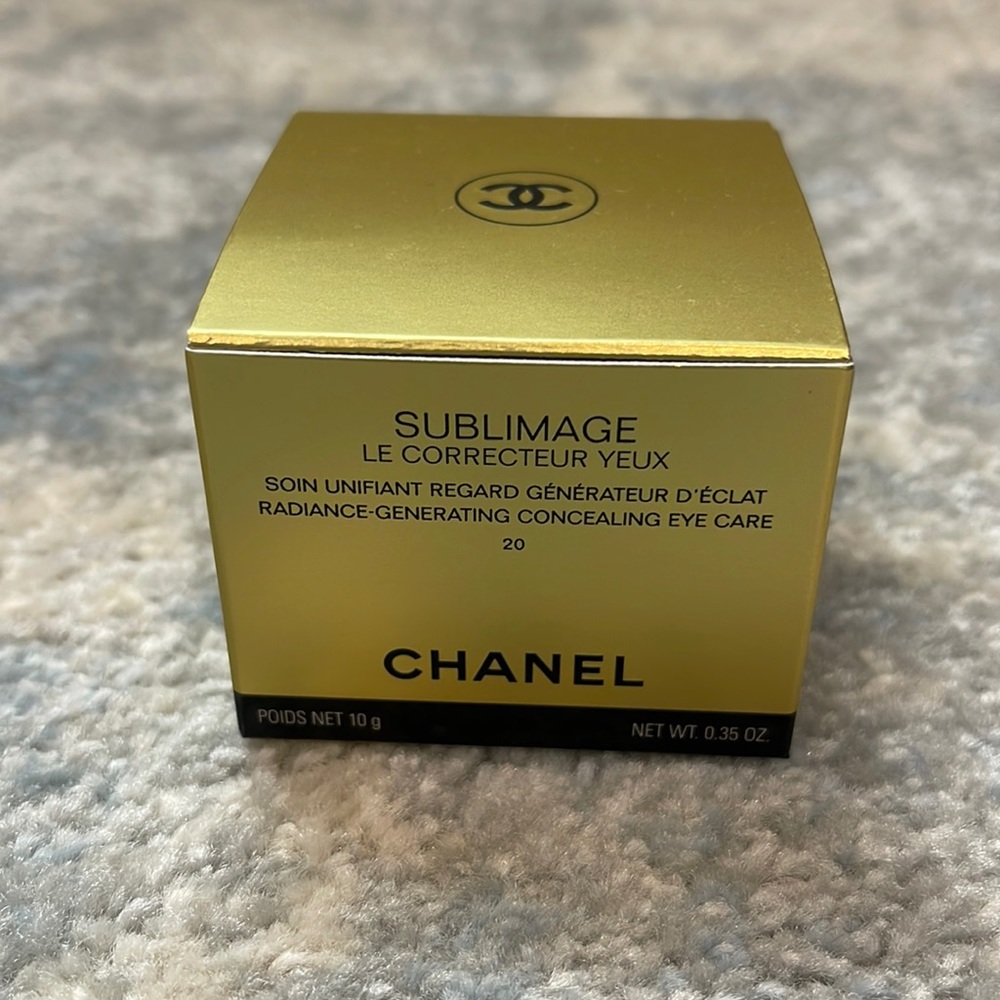 SUBLIMAGE
LE CORRECTEUR YEUX
SOIN UNIFIANT REGARD GÉNÉRATEUR D'ÉCLAT
RADIANCE-GENERATING CONCEALING EYE CARE
20
CHANEL
POIDS NET 10 g NET WT. 0.35 OZ.